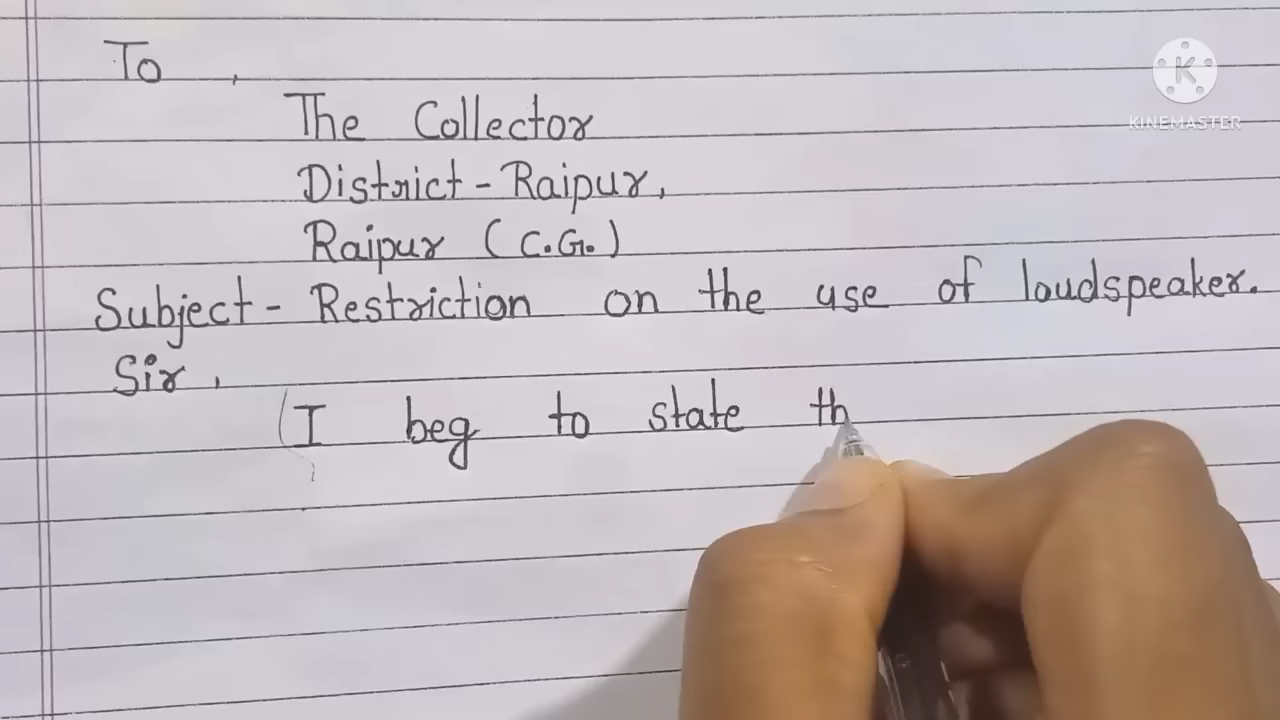 To ,
The Collector
District - Raipur,
Raipur (C.G.)
Subject - Restriction on the use of loudspeaker.
Sir,
I beg to state th
K
KINEMASTER